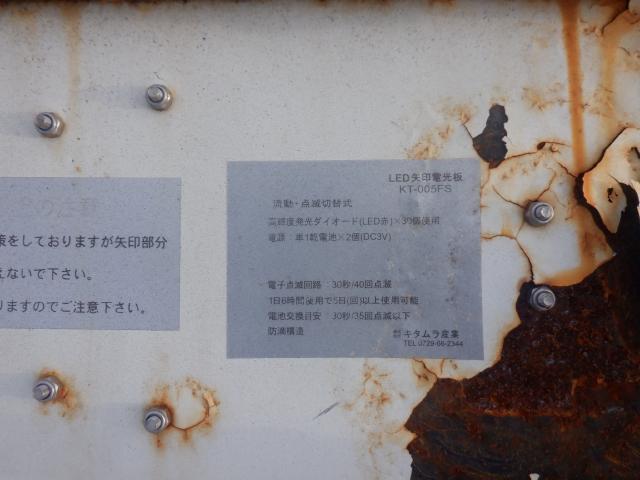 策をしておりますが矢印部分
えないで下さい。
りますのでご注意下さい。
LED矢印電光板
KT-005FS
流動・点滅切替式
高輝度発光ダイオード(LED赤)×30個使用
電源：単1乾電池×2個(DC3V)
電子点滅回路：30秒/40回点滅
1日6時間使用で5日(回)以上使用可能
電池交換目安：30秒/35回点滅以下
防滴構造
株式会社 キタムラ産業
TEL 0729-66-2344